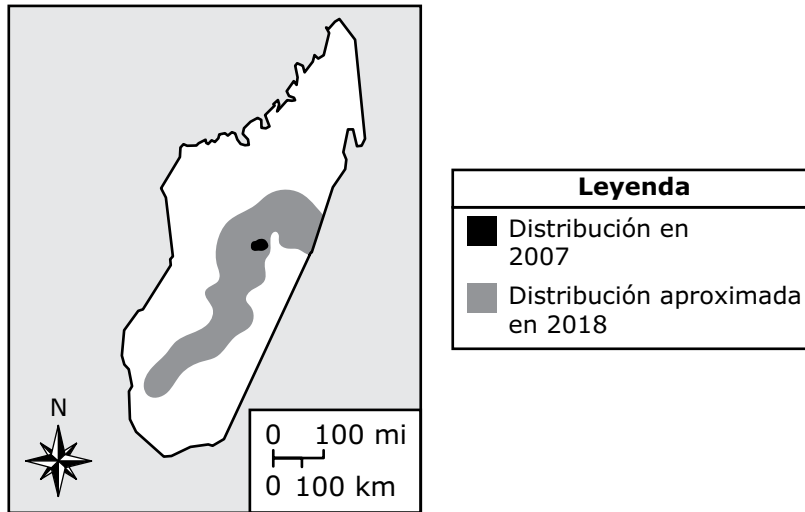 N
0 100 mi
0 100 km
Leyenda
Distribución en
2007
Distribución aproximada
en 2018